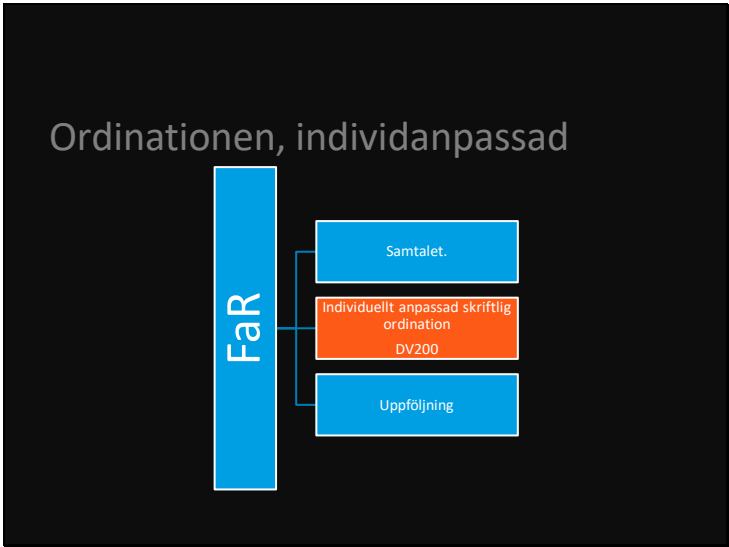 Ordinationen, individanpassad
FaR
Samtalet.
Individuellt anpassad skriftlig
ordination
DV200
Uppföljning